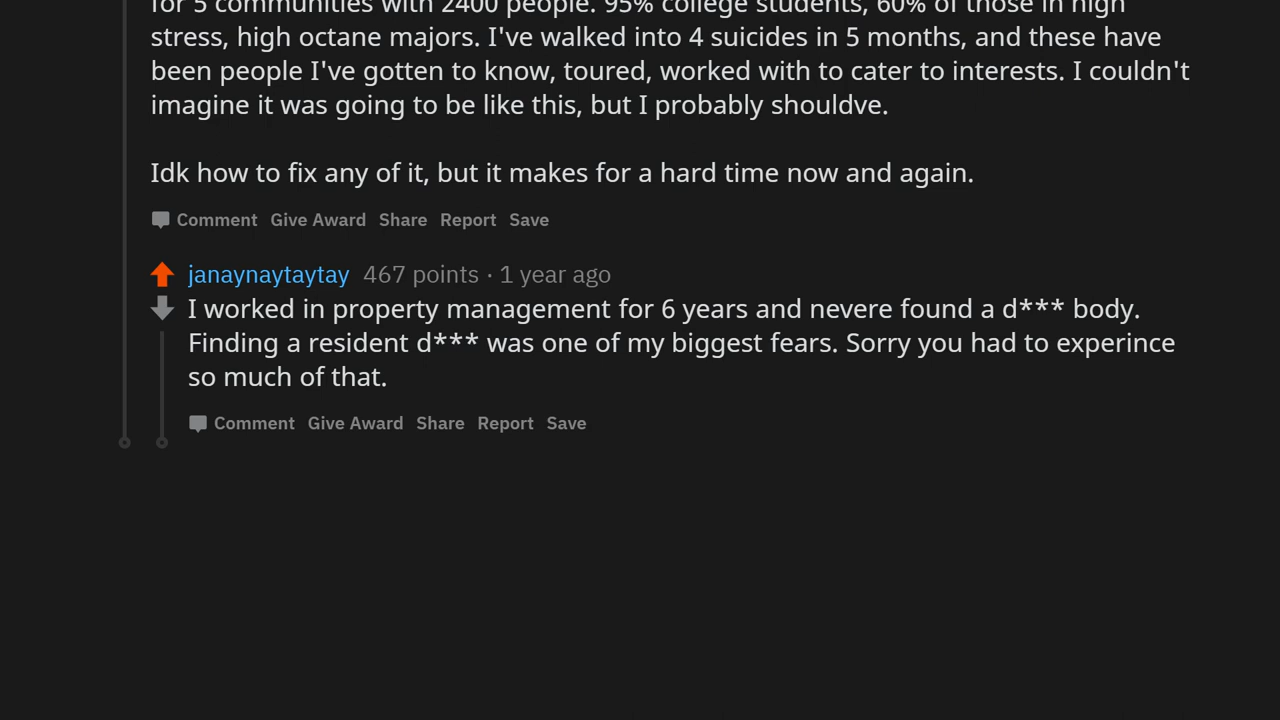 for 5 communities with 2400 people. 95% college students, 60% of those in high
stress, high octane majors. I've walked into 4 suicides in 5 months, and these have
been people I've gotten to know, toured, worked with to cater to interests. I couldn't
imagine it was going to be like this, but I probably shouldve.
Idk how to fix any of it, but it makes for a hard time now and again.
Comment Give Award Share Report Save
janaynaytaytay 467 points · 1 year ago
I worked in property management for 6 years and nevere found a d*** body.
Finding a resident d*** was one of my biggest fears. Sorry you had to experince
so much of that.
Comment Give Award Share Report Save